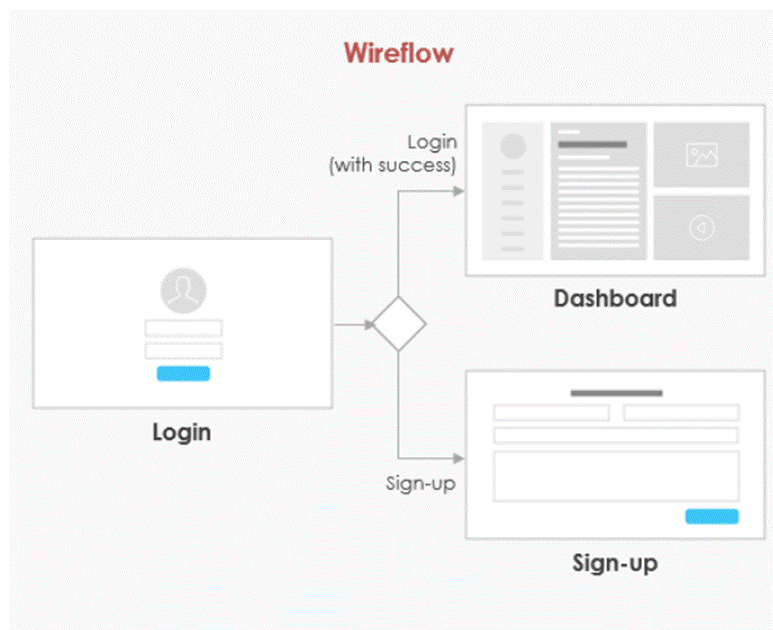 Wireflow
Login
(with success)
Dashboard
Login
Sign-up
Sign-up